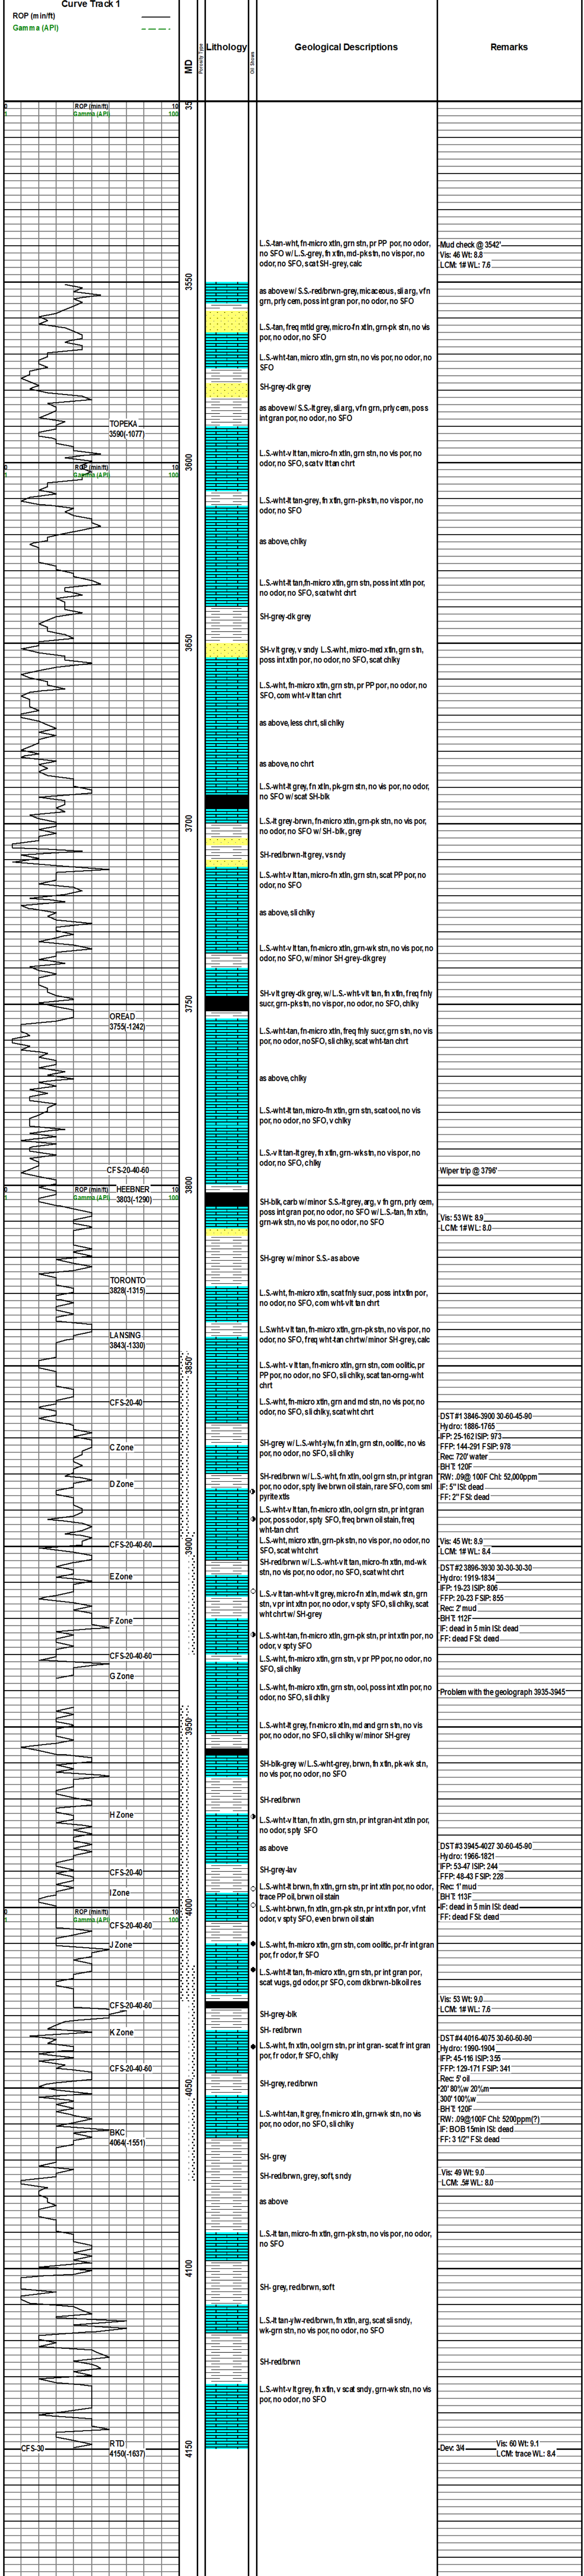 Curve Track 1
ROP (min/ft)
Gamma (API)
MD
Porosity Type
Lithology
Oil Shows
Geological Descriptions
Remarks
0 ROP (min/ft) 10
1 Gamma (API 100
35
L.S.-tan-wht, fn-micro xtln, grn stn, pr PP por, no odor,
no SFO w/ L.S.-grey, fn xtln, md-pk stn, no vis por, no
odor, no SFO, scat SH-grey, calc
Mud check @ 3542'
Vis: 46 Wt: 8.8
LCM: 1# WL: 7.6
3550
as above w/ S.S.-red/brwn-grey, micaceous, sli arg, vfn
grn, prly cem, poss int gran por, no odor, no SFO
L.S.-tan, freq mtld grey, micro-fn xtln, grn-pk stn, no vis
por, no odor, no SFO
L.S.-wht-tan, micro xtln, grn stn, no vis por, no odor, no
SFO
SH-grey-dk grey
as above w/ S.S.-lt grey, sli arg, vfn grn, prly cem, poss
int gran por, no odor, no SFO
TOPEKA
3590(-1077)
L.S.-wht-v lt tan, micro-fn xtln, grn stn, no vis por, no
odor, no SFO, scat v lt tan chrt
3600
0 ROP (min/ft) 10
1 Gamma (API) 100
L.S.-wht-lt tan-grey, fn xtln, grn-pk stn, no vis por, no
odor, no SFO
as above, chlky
L.S.-wht-lt tan,fn-micro xtln, grn stn, poss int xtln por,
no odor, no SFO, scat wht chrt
SH-grey-dk grey
3650
SH-vlt grey, v sndy L.S.-wht, micro-med xtln, grn stn,
poss int xtln por, no odor, no SFO, scat chlky
L.S.-wht, fn-micro xtln, grn stn, pr PP por, no odor, no
SFO, com wht-v lt tan chrt
as above, less chrt, sli chlky
as above, no chrt
L.S.-wht-lt grey, fn xtln, pk-grn stn, no vis por, no odor,
no SFO w/ scat SH-blk
3700
L.S.-lt grey-brwn, fn-micro xtln, grn-pk stn, no vis por,
no odor, no SFO w/ SH-blk, grey
SH-red/brwn-lt grey, v sndy
L.S.-wht-v lt tan, micro-fn xtln, grn stn, scat PP por, no
odor, no SFO
as above, sli chlky
L.S.-wht-v lt tan, fn-micro xtln, grn-wk stn, no vis por, no
odor, no SFO, w/ minor SH-grey-dk grey
3750
SH-vlt grey-dk grey, w/ L.S.-wht-vlt tan, fn xtln, freq fnly
sucr, grn-pk stn, no vis por, no odor, no SFO, chlky
OREAD
3755(-1242)
L.S.-wht-tan, fn-micro xtln, freq fnly sucr, grn stn, no vis
por, no odor, no SFO, sli chlky, scat wht-tan chrt
as above, chlky
L.S.-wht-lt tan, micro-fn xtln, grn stn, scat ool, no vis
por, no odor, no SFO, v chlky
L.S.-v lt tan-lt grey, fn xtln, grn-wk stn, no vis por, no
odor, no SFO, chlky
CFS-20-40-60
Wiper trip @ 3796'
3800
0 ROP (min/ft) 10
1 Gamma (API) 100
HEEBNER
3803(-1290)
SH-blk, carb w/ minor S.S.-lt grey, arg, v fn grn, prly cem,
poss int gran por, no odor, no SFO w/ L.S.-tan, fn xtln,
grn-wk stn, no vis por, no odor, no SFO
Vis: 53 Wt: 8.9
LCM: 1# WL: 8.0
SH-grey w/ minor S.S.- as above
TORONTO
3828(-1315)
L.S.-wht, fn-micro xtln, scat fnly sucr, poss int xtln por,
no odor, no SFO, com wht-vlt tan chrt
LANSING
3843(-1330)
L.S.wht-v lt tan, fn-micro xtln, grn-pk stn, no vis por, no
odor, no SFO, freq wht-tan chrt w/ minor SH-grey, calc
3850
L.S.-wht- v lt tan, fn-micro xtln, grn stn, com oolitic, pr
PP por, no odor, no SFO, sli chlky, scat tan-orng-wht
chrt
CFS-20-40
L.S.-wht, fn-micro xtln, grn and md stn, no vis por, no
odor, no SFO, sli chlky, scat wht chrt
DST #1 3846-3900 30-60-45-90
Hydro: 1886-1765
IFP: 25-162 ISIP: 973
FFP: 144-291 FSIP: 978
Rec: 720' water
BHT: 120F
RW: .09@ 100F Chl: 52,000ppm
IF: 5" ISI: dead
FF: 2" FSI: dead
C Zone
SH-grey w/ L.S.-wht-ylw, fn xtln, grn stn, oolitic, no vis
por, no odor, no SFO, sli chlky
D Zone
SH-red/brwn w/ L.S.-wht, fn xtln, ool grn stn, pr int gran
por, no odor, spty live brwn oil stain, rare SFO, com sml
pyrite xtls
L.S.-wht-v lt tan, fn-micro xtln, ool grn stn, pr int gran
por, poss odor, spty SFO, freq brwn oil stain, freq
wht-tan chrt
3900
CFS-20-40-60
L.S.-wht, micro xtln, grn-pk stn, no vis por, no odor, no
SFO, scat wht chrt
Vis: 45 Wt: 8.9
LCM: 1# WL: 8.4
SH-red/brwn w/ L.S.-wht-vlt tan, micro-fn xtln, md-wk
stn, no vis por, no odor, no SFO, scat wht chrt
E Zone
L.S.-v lt tan-wht-vlt grey, micro-fn xtln, md-wk stn, grn
stn, v pr int xltn por, no odor, v spty SFO, sli chlky, scat
wht chrt w/ SH-grey
DST #2 3896-3930 30-30-30-30
Hydro: 1919-1834
IFP: 19-23 ISIP: 806
FFP: 20-23 FSIP: 855
Rec: 2' mud
BHT: 112F
IF: dead in 5 min ISI: dead
FF: dead FSI: dead
F Zone
L.S.-wht-tan, fn-micro xtln, grn-pk stn, pr int xtln por, no
odor, v spty SFO
CFS-20-40-60
L.S.-wht, fn-micro xtln, grn stn, v pr PP por, no odor, no
SFO, sli chlky
G Zone
L.S.-wht, fn-micro xtln, grn stn, ool, poss int xtln por, no
odor, no SFO, sli chlky
Problem with the geolograph 3935-3945
3950
L.S.-wht-lt grey, fn-micro xtln, md and grn stn, no vis
por, no odor, no SFO, sli chlky w/ minor SH-grey
SH-blk-grey w/ L.S.-wht-grey, brwn, fn xtln, pk-wk stn,
no vis por, no odor, no SFO
SH-red/brwn
H Zone
L.S.-wht-v lt tan, fn xtln, grn stn, pr int gran-int xtln por,
no odor, spty SFO
as above
DST #3 3945-4027 30-60-45-90
Hydro: 1966-1821
IFP: 53-47 ISIP: 244
FFP: 48-43 FSIP: 228
Rec: 1' mud
BHT: 113F
IF: dead in 5 min ISI: dead
FF: dead FSI: dead
SH-grey-lav
CFS-20-40
L.S.-wht-lt brwn, fn xtln, grn stn, pr int xtln por, no odor,
trace PP oil, brwn oil stain
I Zone
L.S.-wht-brwn, fn xtln, grn-pk stn, pr int xtln por, vfnt
odor, v spty SFO, even brwn oil stain
4000
0 ROP (min/ft) 10
1 Gamma (API) 100
CFS-20-40-60
J Zone
L.S.-wht, fn-micro xtln, grn stn, com oolitic, pr-fr int gran
por, fr odor, fr SFO
L.S.-wht-lt tan, fn-micro xtln, grn stn, pr int gran por,
scat vugs, gd odor, pr SFO, com dk brwn-blk oil res
CFS-20-40-60
Vis: 53 Wt: 9.0
LCM: 1# WL: 7.6
SH-grey-blk
K Zone
SH- red/brwn
L.S.-wht, fn xtln, ool grn stn, pr int gran- scat fr int gran
por, fr odor, fr SFO, chlky
DST #4 4016-4075 30-60-60-90
Hydro: 1990-1904
IFP: 45-116 ISIP: 355
FFP: 129-171 FSIP: 341
Rec: 5' oil
20' 80%w 20%m
300' 100%w
BHT: 120F
RW: .09@100F Chl: 5200ppm(?)
IF: BOB 15min ISI: dead
FF: 3 1/2" FSI: dead
CFS-20-40-60
4050
SH-grey, red/brwn
L.S.-wht-tan, lt grey, fn-micro xtln, grn-wk stn, no vis
por, no odor, no SFO, sli chlky
BKC
4064(-1551)
SH- grey
SH-red/brwn, grey, soft, sndy
Vis: 49 Wt: 9.0
LCM: .5# WL: 8.0
as above
L.S.-lt tan, micro-fn xtln, grn-pk stn, no vis por, no odor,
no SFO
4100
SH- grey, red/brwn, soft
L.S.-lt tan-ylw-red/brwn, fn xtln, arg, scat sli sndy,
wk-grn stn, no vis por, no odor, no SFO
SH-red/brwn
L.S.-wht-v lt grey, fn xtln, v scat sndy, grn-wk stn, no vis
por, no odor, no SFO
4150
CFS-30
RTD
4150(-1637)
Dev: 3/4
Vis: 60 Wt: 9.1
LCM: trace WL: 8.4